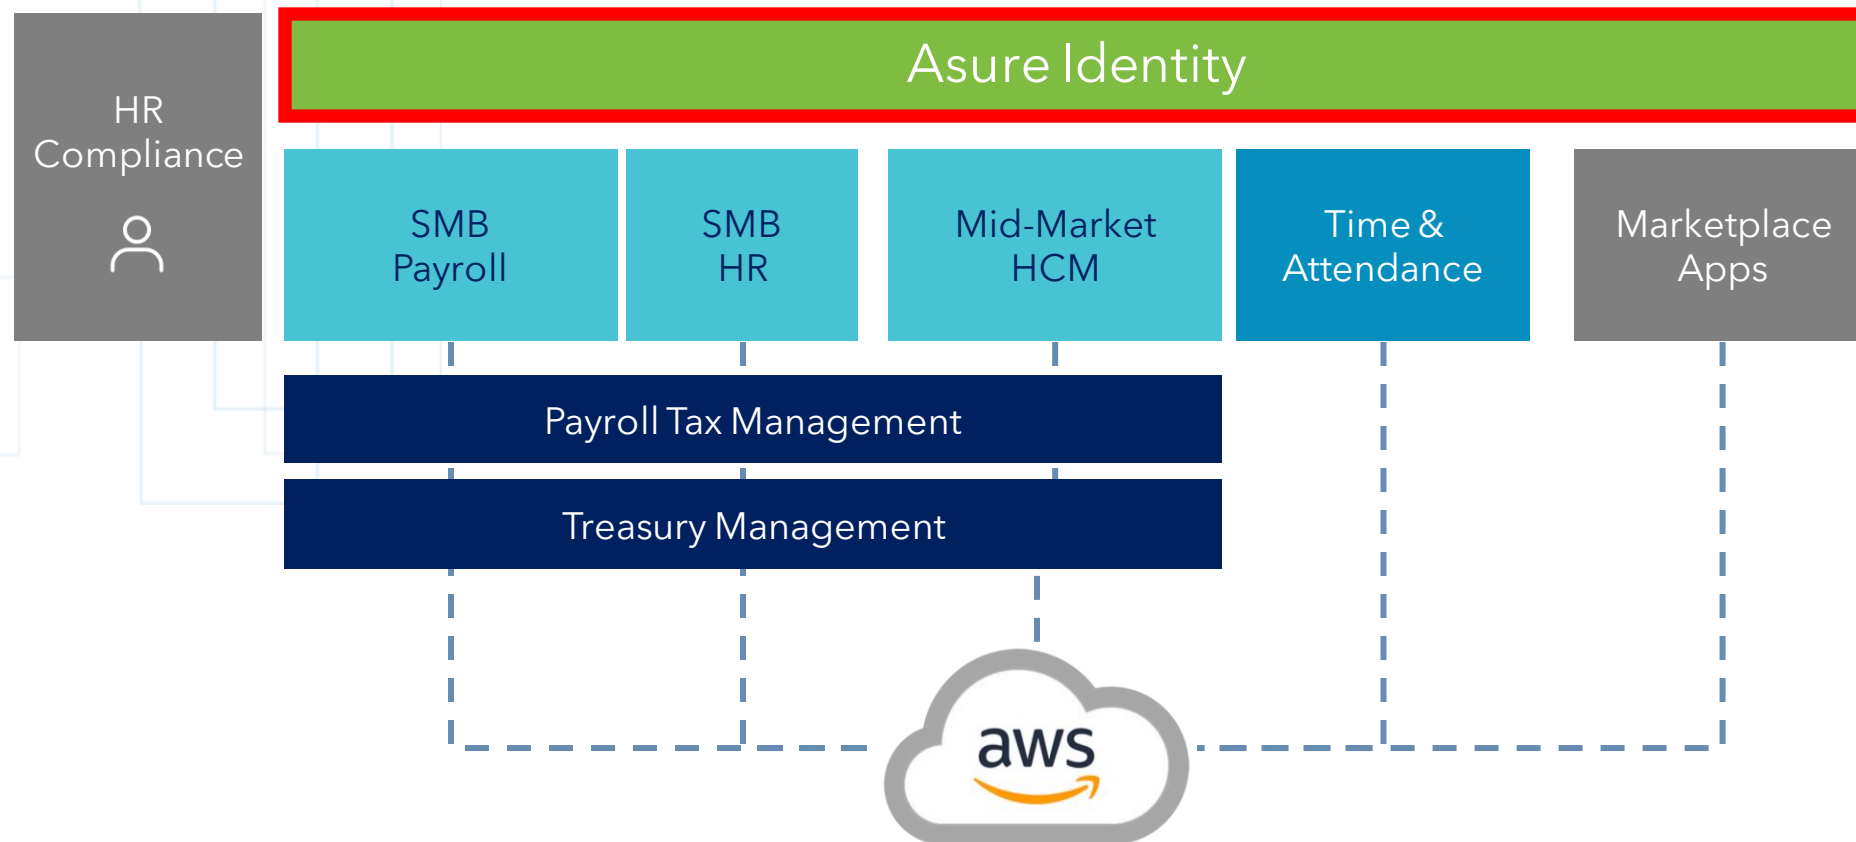 Asure Identity
HR
Compliance
SMB
Payroll
SMB
HR
Mid-Market
HCM
Time &
Attendance
Marketplace
Apps
Payroll Tax Management
Treasury Management
aws